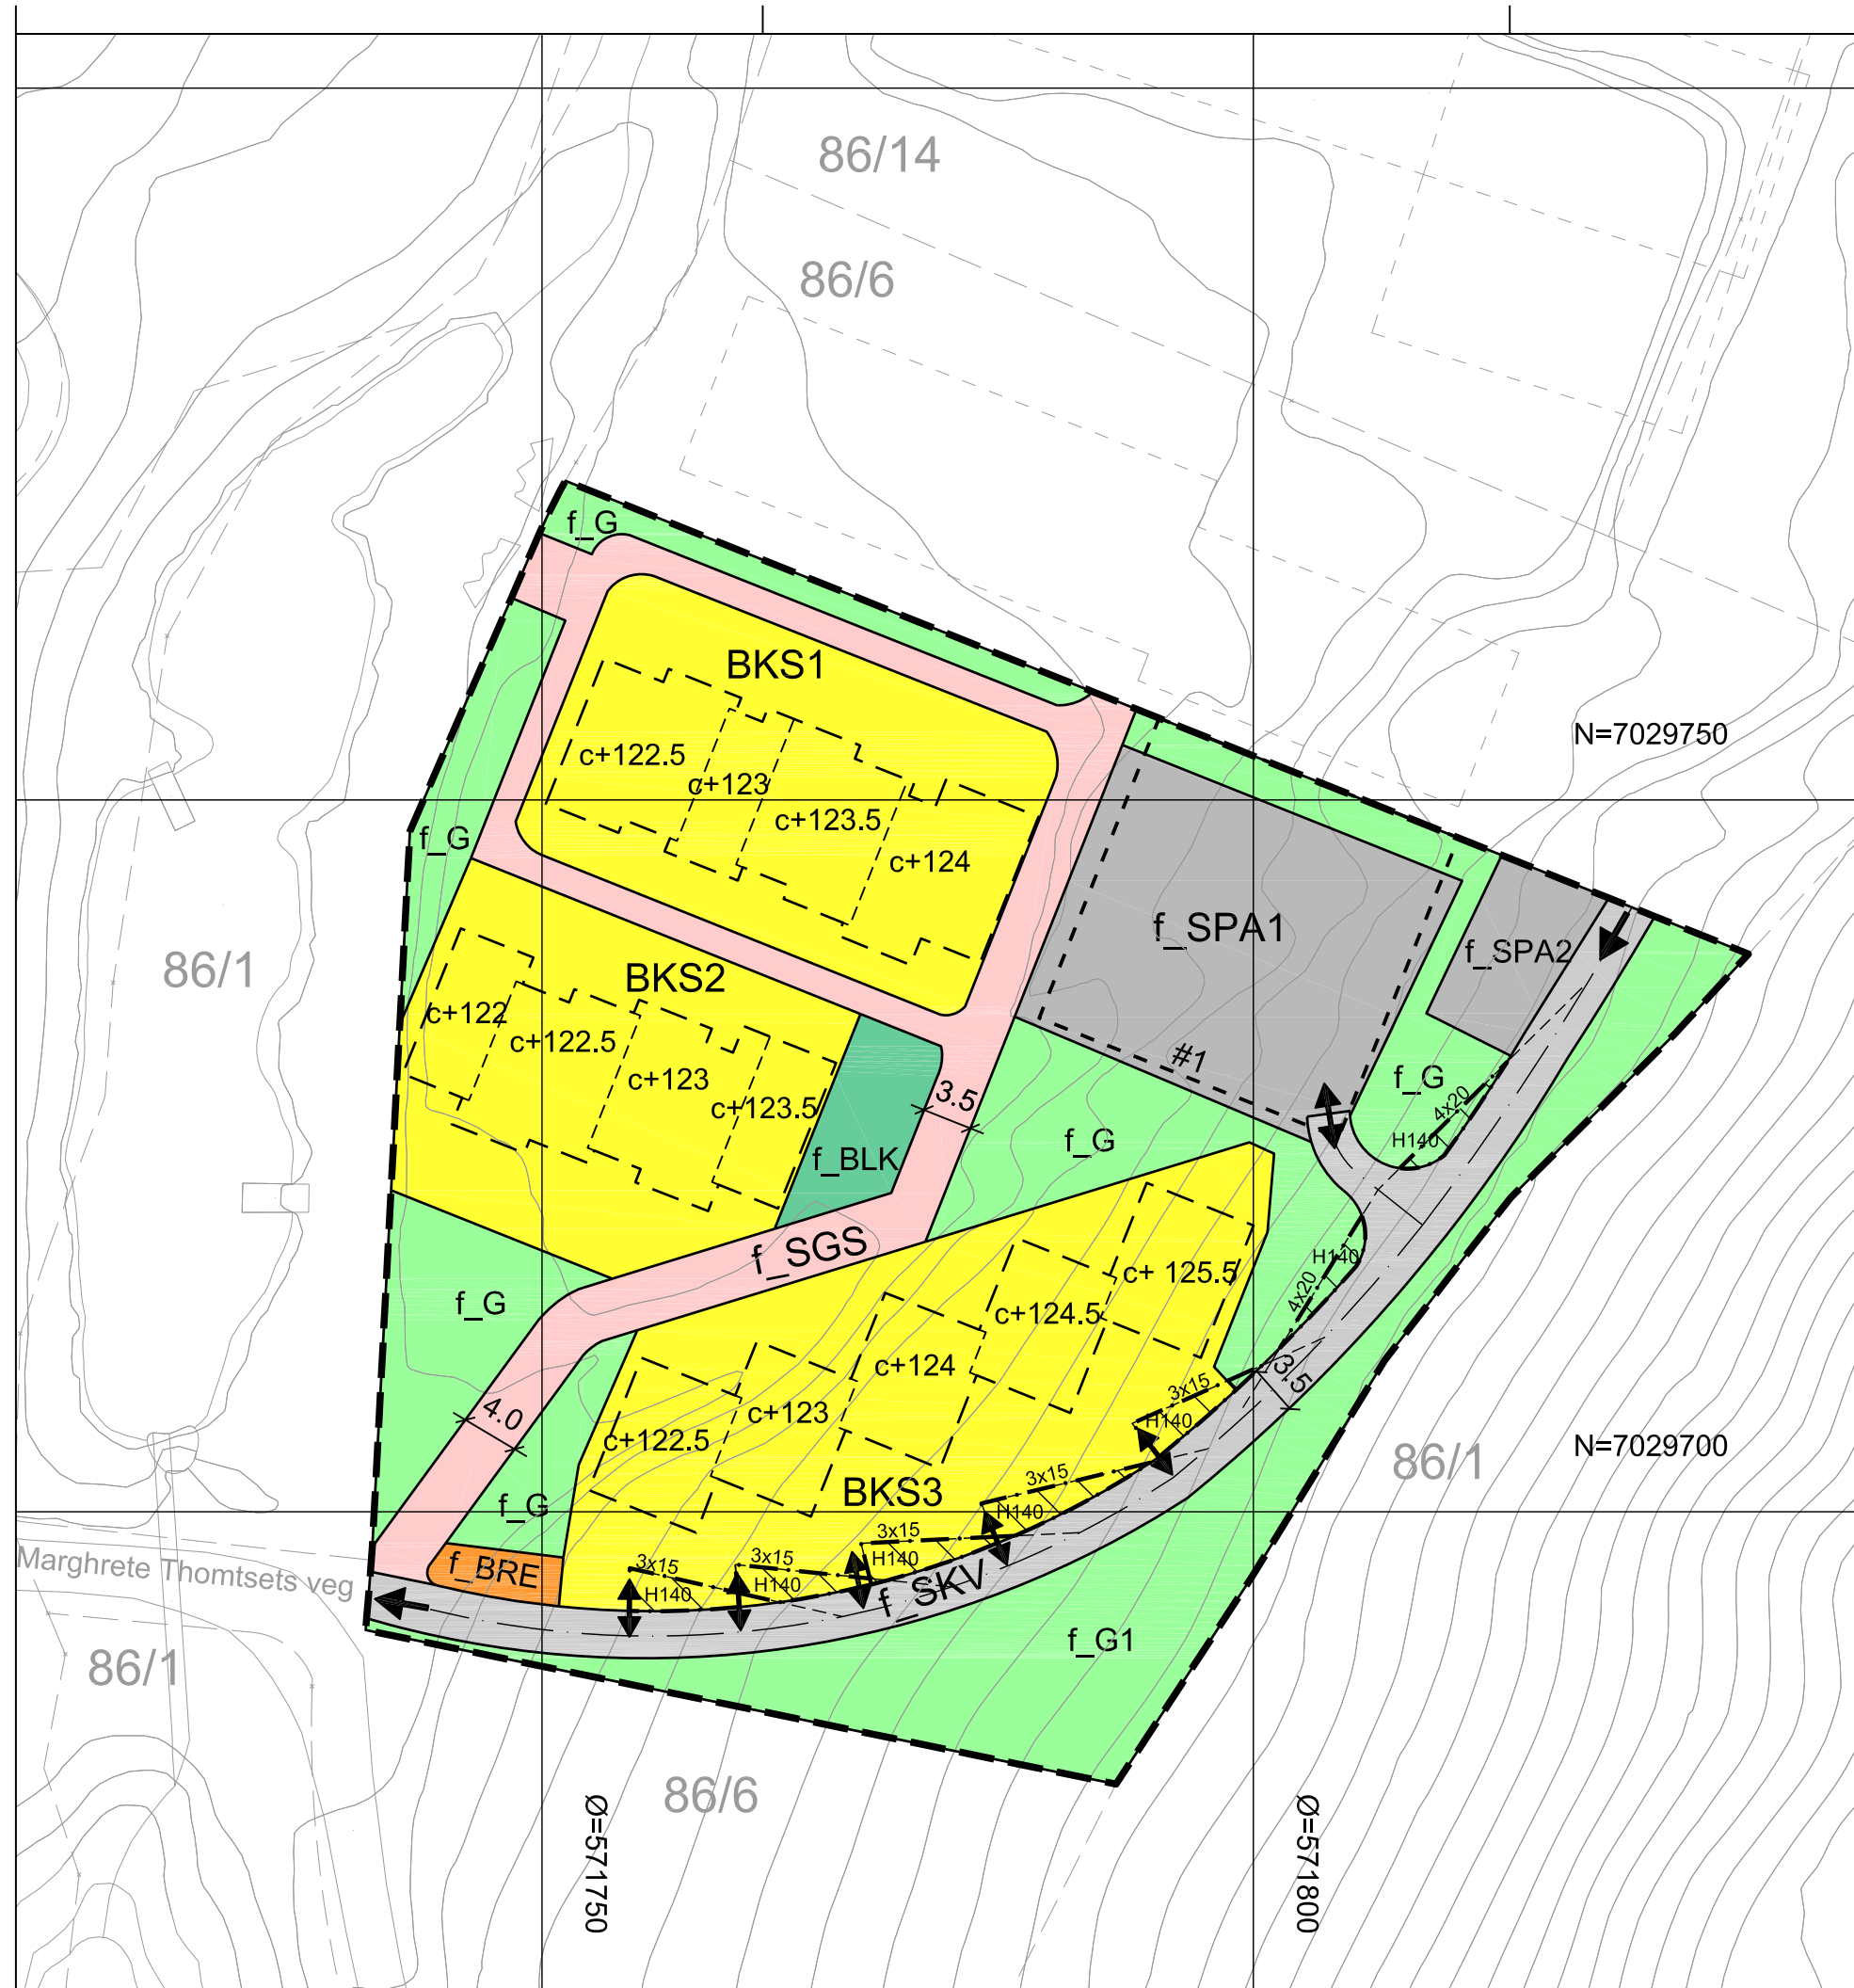 86/14
86/6
f_G
BKS1
N=7029750
c+122.5
c+123
c+123.5
c+124
f_G
f_SPA1
f_SPA2
86/1
BKS2
c+122
c+122.5
c+123
c+123.5
#1
f_G
4x20
H140
3.5
f_G
f_BLK
f_SGS
c+ 125.5
H140
4x20
f_G
c+124.5
c+124
3.5
3x15
H140
4.0
c+123
c+122.5
86/1
N=7029700
3x15
H140
BKS3
f_G
3x15
H140
Marghrete Thomtsets veg
f_BRE
3x15
H140
3x15
H140
f_SKV
f_G1
86/1
86/6
Ø=571750
Ø=571800